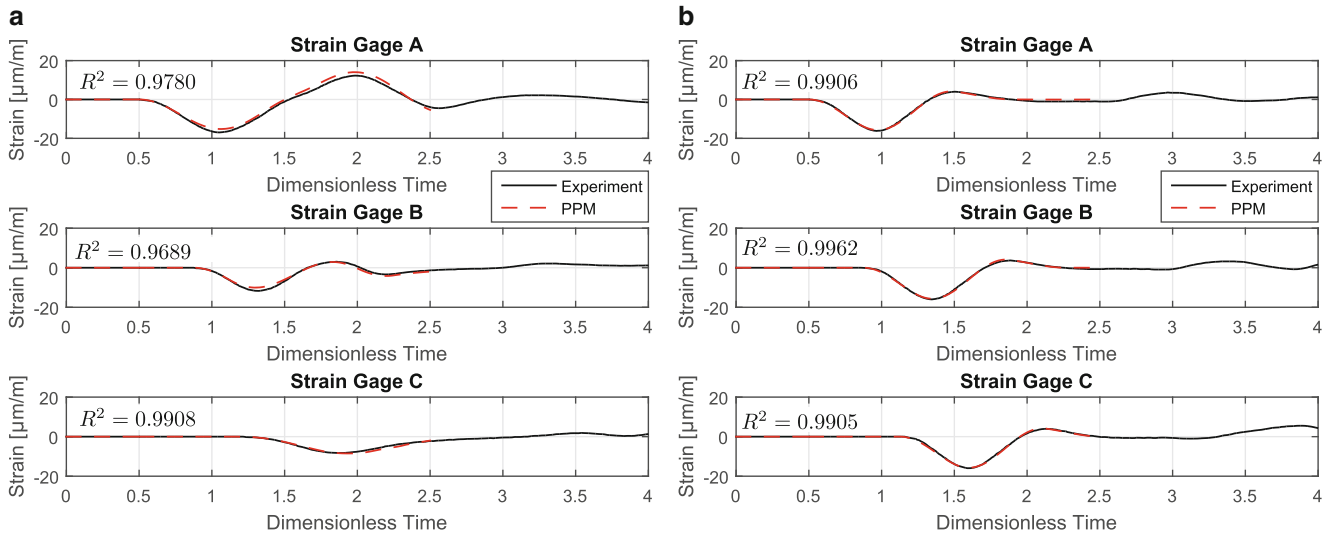 a
Strain Gage A
Strain [µm/m]
20
0
-20
R² = 0.9780
0 0.5 1 1.5 2 2.5 3 3.5 4
Dimensionless Time
Experiment
PPM
Strain Gage B
Strain [µm/m]
20
0
-20
R² = 0.9689
0 0.5 1 1.5 2 2.5 3 3.5 4
Dimensionless Time
Strain Gage C
Strain [µm/m]
20
0
-20
R² = 0.9908
0 0.5 1 1.5 2 2.5 3 3.5 4
Dimensionless Time
b
Strain Gage A
Strain [µm/m]
20
0
-20
R² = 0.9906
0 0.5 1 1.5 2 2.5 3 3.5 4
Dimensionless Time
Experiment
PPM
Strain Gage B
Strain [µm/m]
20
0
-20
R² = 0.9962
0 0.5 1 1.5 2 2.5 3 3.5 4
Dimensionless Time
Strain Gage C
Strain [µm/m]
20
0
-20
R² = 0.9905
0 0.5 1 1.5 2 2.5 3 3.5 4
Dimensionless Time